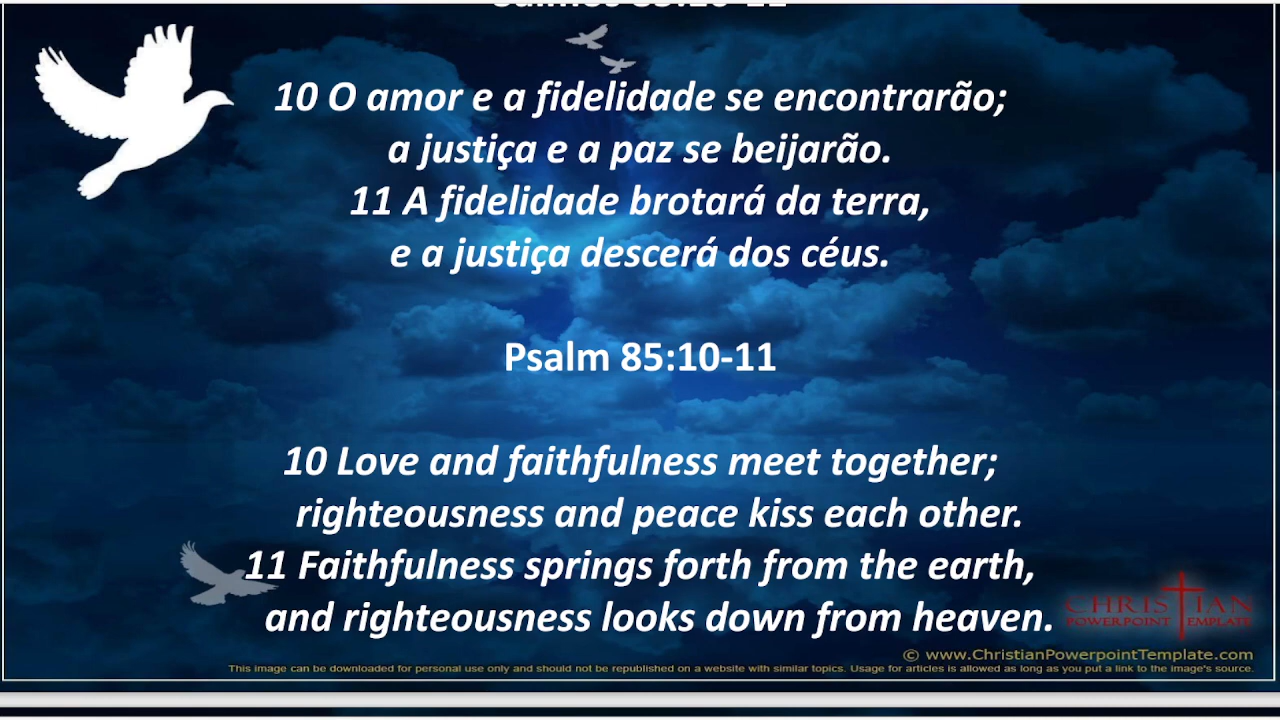 10 O amor e a fidelidade se encontrarão;
a justiça e a paz se beijarão.
11 A fidelidade brotará da terra,
e a justiça descerá dos céus.
Psalm 85:10-11
10 Love and faithfulness meet together;
righteousness and peace kiss each other.
11 Faithfulness springs forth from the earth,
and righteousness looks down from heaven.
CHRISTIAN
POWERPOINT TEMPLATE
© www.ChristianPowerpointTemplate.com
This image can be downloaded for personal use only and should not be republished on a website with similar topics. Usage for articles is allowed as long as you put a link to the image's source.